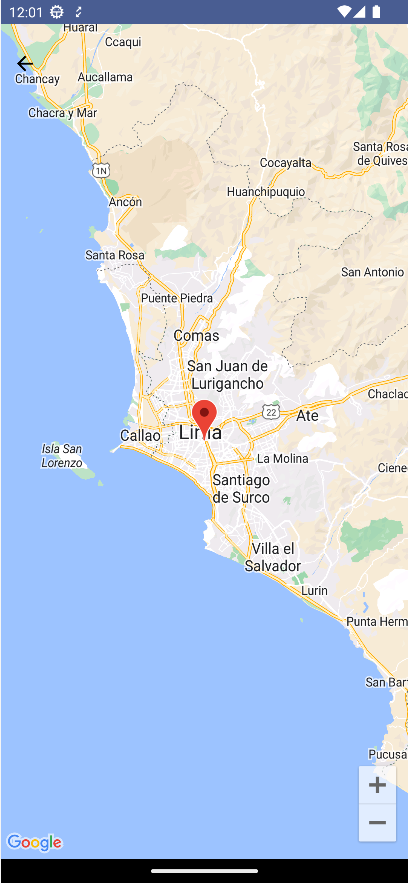 12:01
Huaral
Ccaqui
Chancay
Aucallama
Chacra y Mar
Santa Rosa
de Quives
Cocayalta
1N
Huanchipuquio
Ancón
Santa Rosa
San Antonio
Puente Piedra
Comas
San Juan de
Lurigancho
Chaclac
22
Ate
Callao
Lima
Isla San
Lorenzo
La Molina
Ciene
Santiago
de Surco
Villa el
Salvador
Lurin
Punta Herm
San Bart
Pucusa
+
−
Google